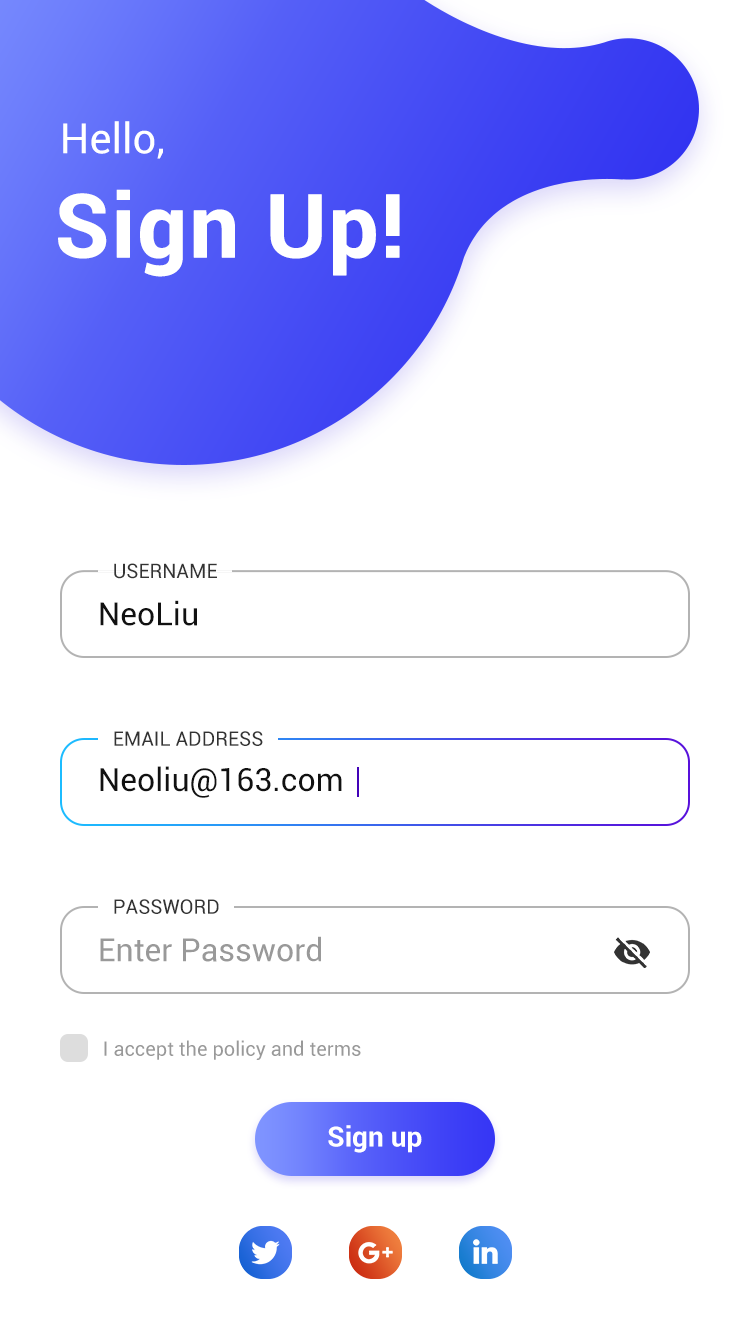 Hello,
Sign Up!
USERNAME
NeoLiu
EMAIL ADDRESS
Neoliu@163.com
PASSWORD
Enter Password
I accept the policy and terms
Sign up
G+ in